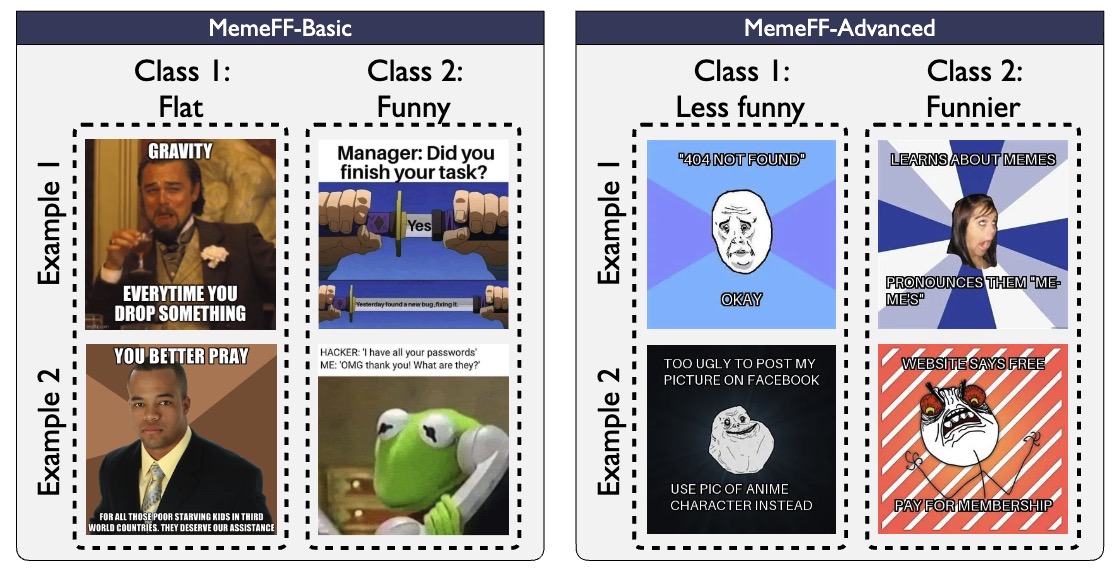 MemeFF-Basic
Class 1:
Flat
Class 2:
Funny
Example 1
GRAVITY
EVERYTIME YOU
DROP SOMETHING
Manager: Did you
finish your task?
Yes
Yesterday found a new bug,fixing it.
Example 2
YOU BETTER PRAY
FOR ALL THOSE POOR STARVING KIDS IN THIRD
WORLD COUNTRIES. THEY DESERVE OUR ASSISTANCE
HACKER: 'I have all your passwords'
ME: 'OMG thank you! What are they?'
MemeFF-Advanced
Class 1:
Less funny
Class 2:
Funnier
Example 1
"404 NOT FOUND"
OKAY
LEARNS ABOUT MEMES
PRONOUNCES THEM "ME-
ME'S"
Example 2
TOO UGLY TO POST MY
PICTURE ON FACEBOOK
USE PIC OF ANIME
CHARACTER INSTEAD
WEBSITE SAYS FREE
PAY FOR MEMBERSHIP